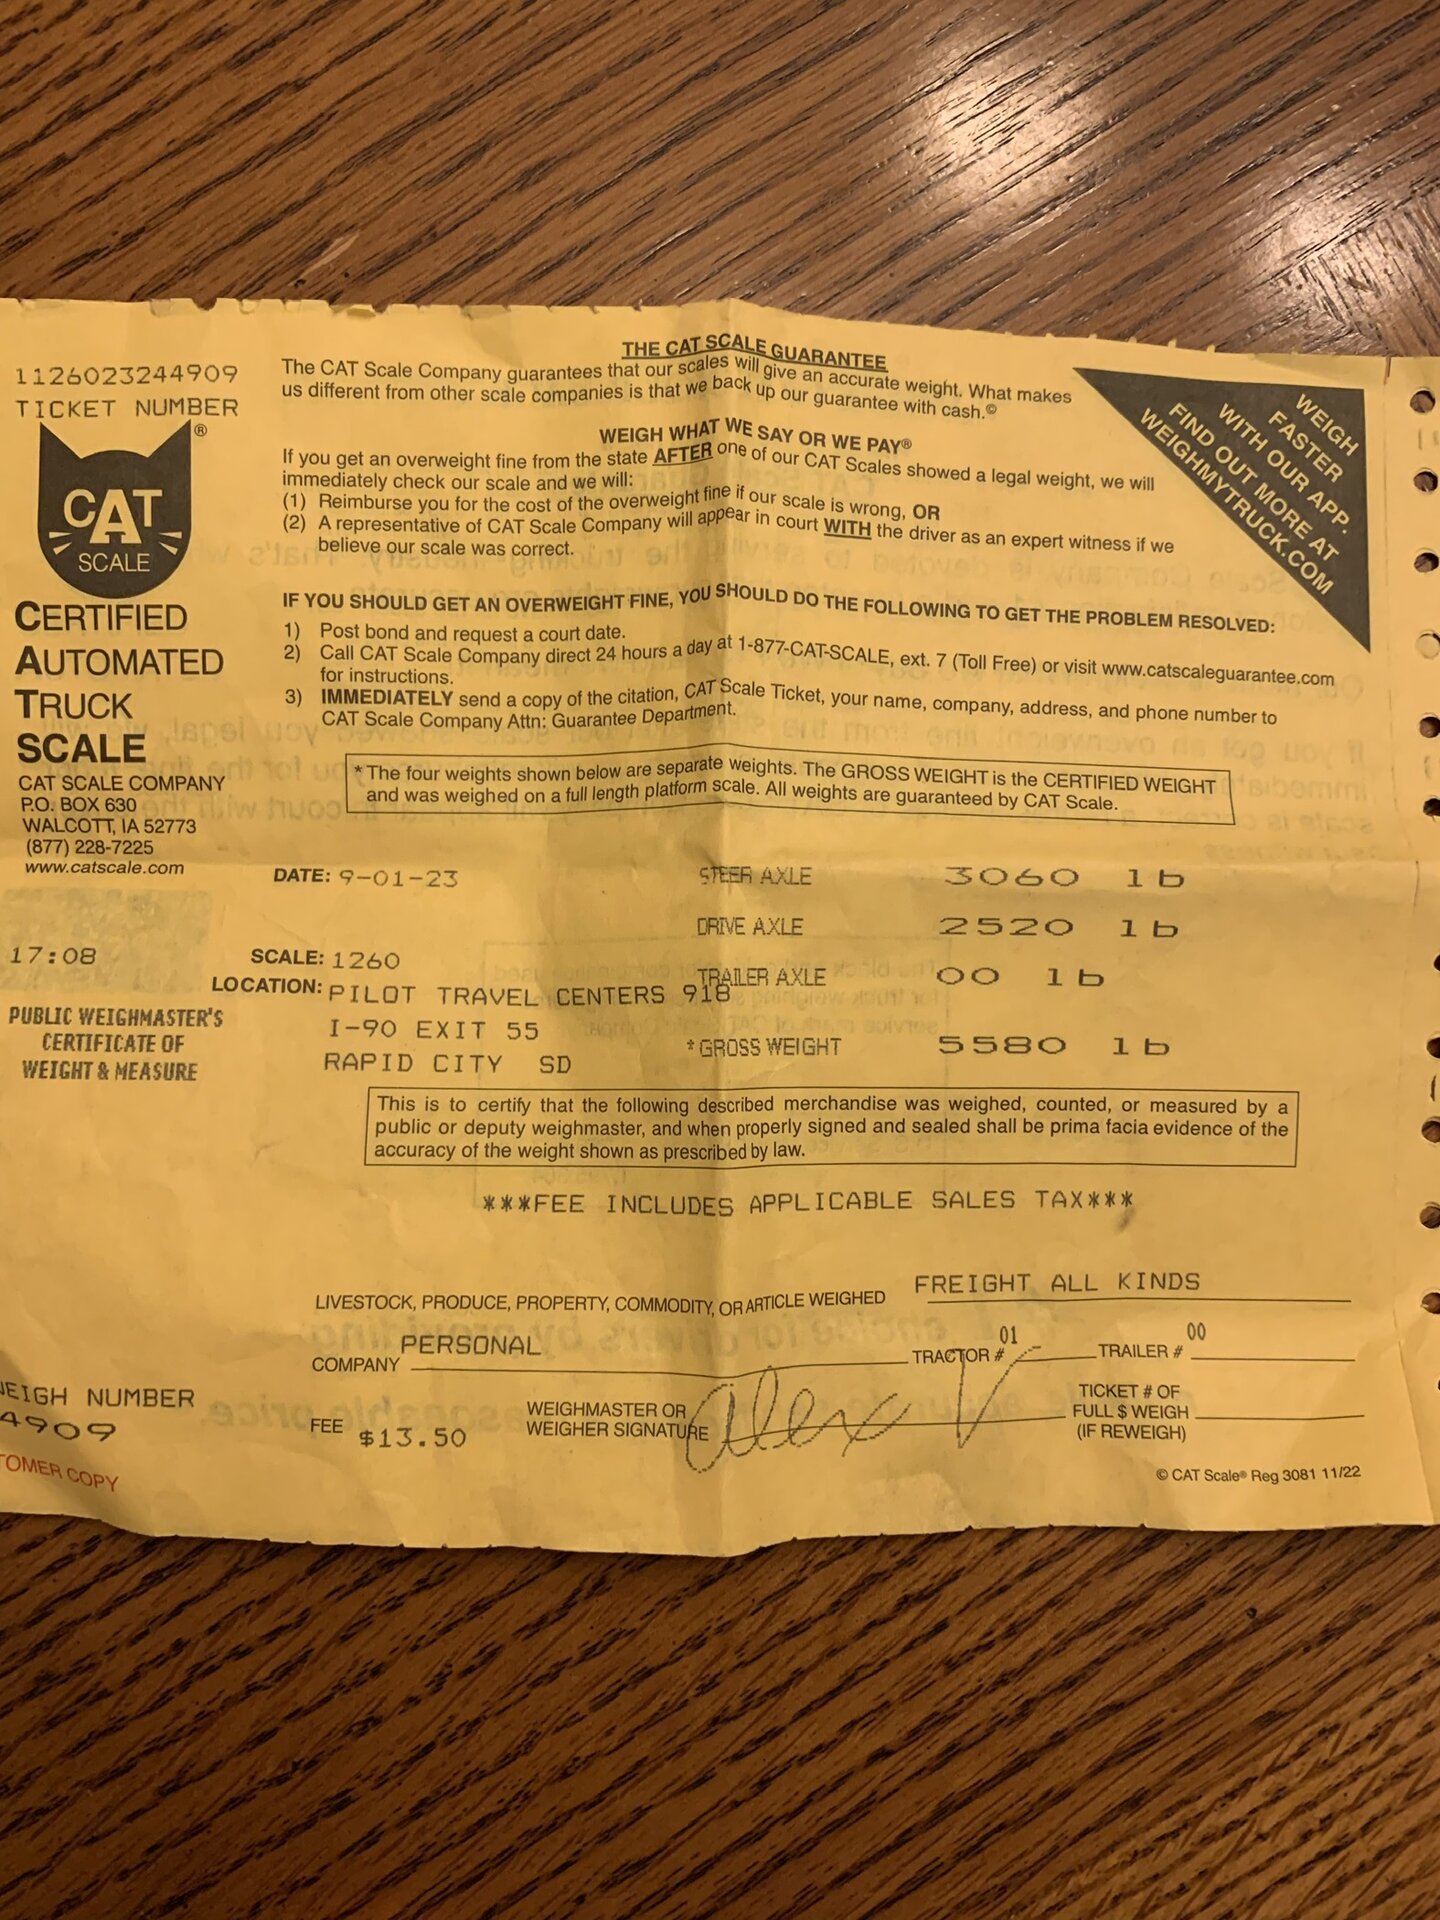 1126023244909
TICKET NUMBER
CAT
SCALE
®
CERTIFIED
AUTOMATED
TRUCK
SCALE
CAT SCALE COMPANY
P.O. BOX 630
WALCOTT, IA 52773
(877) 228-7225
www.catscale.com
THE CAT SCALE GUARANTEE
The CAT Scale Company guarantees that our scales will give an accurate weight. What makes
us different from other scale companies is that we back up our guarantee with cash.©
WEIGH WHAT WE SAY OR WE PAY®
If you get an overweight fine from the state AFTER one of our CAT Scales showed a legal weight, we will
immediately check our scale and we will:
(1) Reimburse you for the cost of the overweight fine if our scale is wrong, OR
(2) A representative of CAT Scale Company will appear in court WITH the driver as an expert witness if we
believe our scale was correct.
WEIGH
FASTER
WITH OUR APP.
FIND OUT MORE AT
WEIGHMYTRUCK.COM
IF YOU SHOULD GET AN OVERWEIGHT FINE, YOU SHOULD DO THE FOLLOWING TO GET THE PROBLEM RESOLVED:
1) Post bond and request a court date.
2) Call CAT Scale Company direct 24 hours a day at 1-877-CAT-SCALE, ext. 7 (Toll Free) or visit www.catscaleguarantee.com
for instructions.
3) IMMEDIATELY send a copy of the citation, CAT Scale Ticket, your name, company, address, and phone number to
CAT Scale Company Attn: Guarantee Department.
* The four weights shown below are separate weights. The GROSS WEIGHT is the CERTIFIED WEIGHT
and was weighed on a full length platform scale. All weights are guaranteed by CAT Scale.
DATE: 9-01-23
STEER AXLE 3060 lb
DRIVE AXLE 2520 lb
17:08
SCALE: 1260
TRAILER AXLE 00 lb
LOCATION: PILOT TRAVEL CENTERS 918
I-90 EXIT 55
RAPID CITY SD
* GROSS WEIGHT 5580 lb
PUBLIC WEIGHMASTER'S
CERTIFICATE OF
WEIGHT & MEASURE
This is to certify that the following described merchandise was weighed, counted, or measured by a
public or deputy weighmaster, and when properly signed and sealed shall be prima facia evidence of the
accuracy of the weight shown as prescribed by law.
***FEE INCLUDES APPLICABLE SALES TAX***
LIVESTOCK, PRODUCE, PROPERTY, COMMODITY, OR ARTICLE WEIGHED FREIGHT ALL KINDS
COMPANY PERSONAL TRACTOR # 01 TRAILER # 00
EIGH NUMBER
4909
FEE $13.50
WEIGHMASTER OR
WEIGHER SIGNATURE Alex V
TICKET # OF
FULL $ WEIGH
(IF REWEIGH)
TOMER COPY
© CAT Scale® Reg 3081 11/22